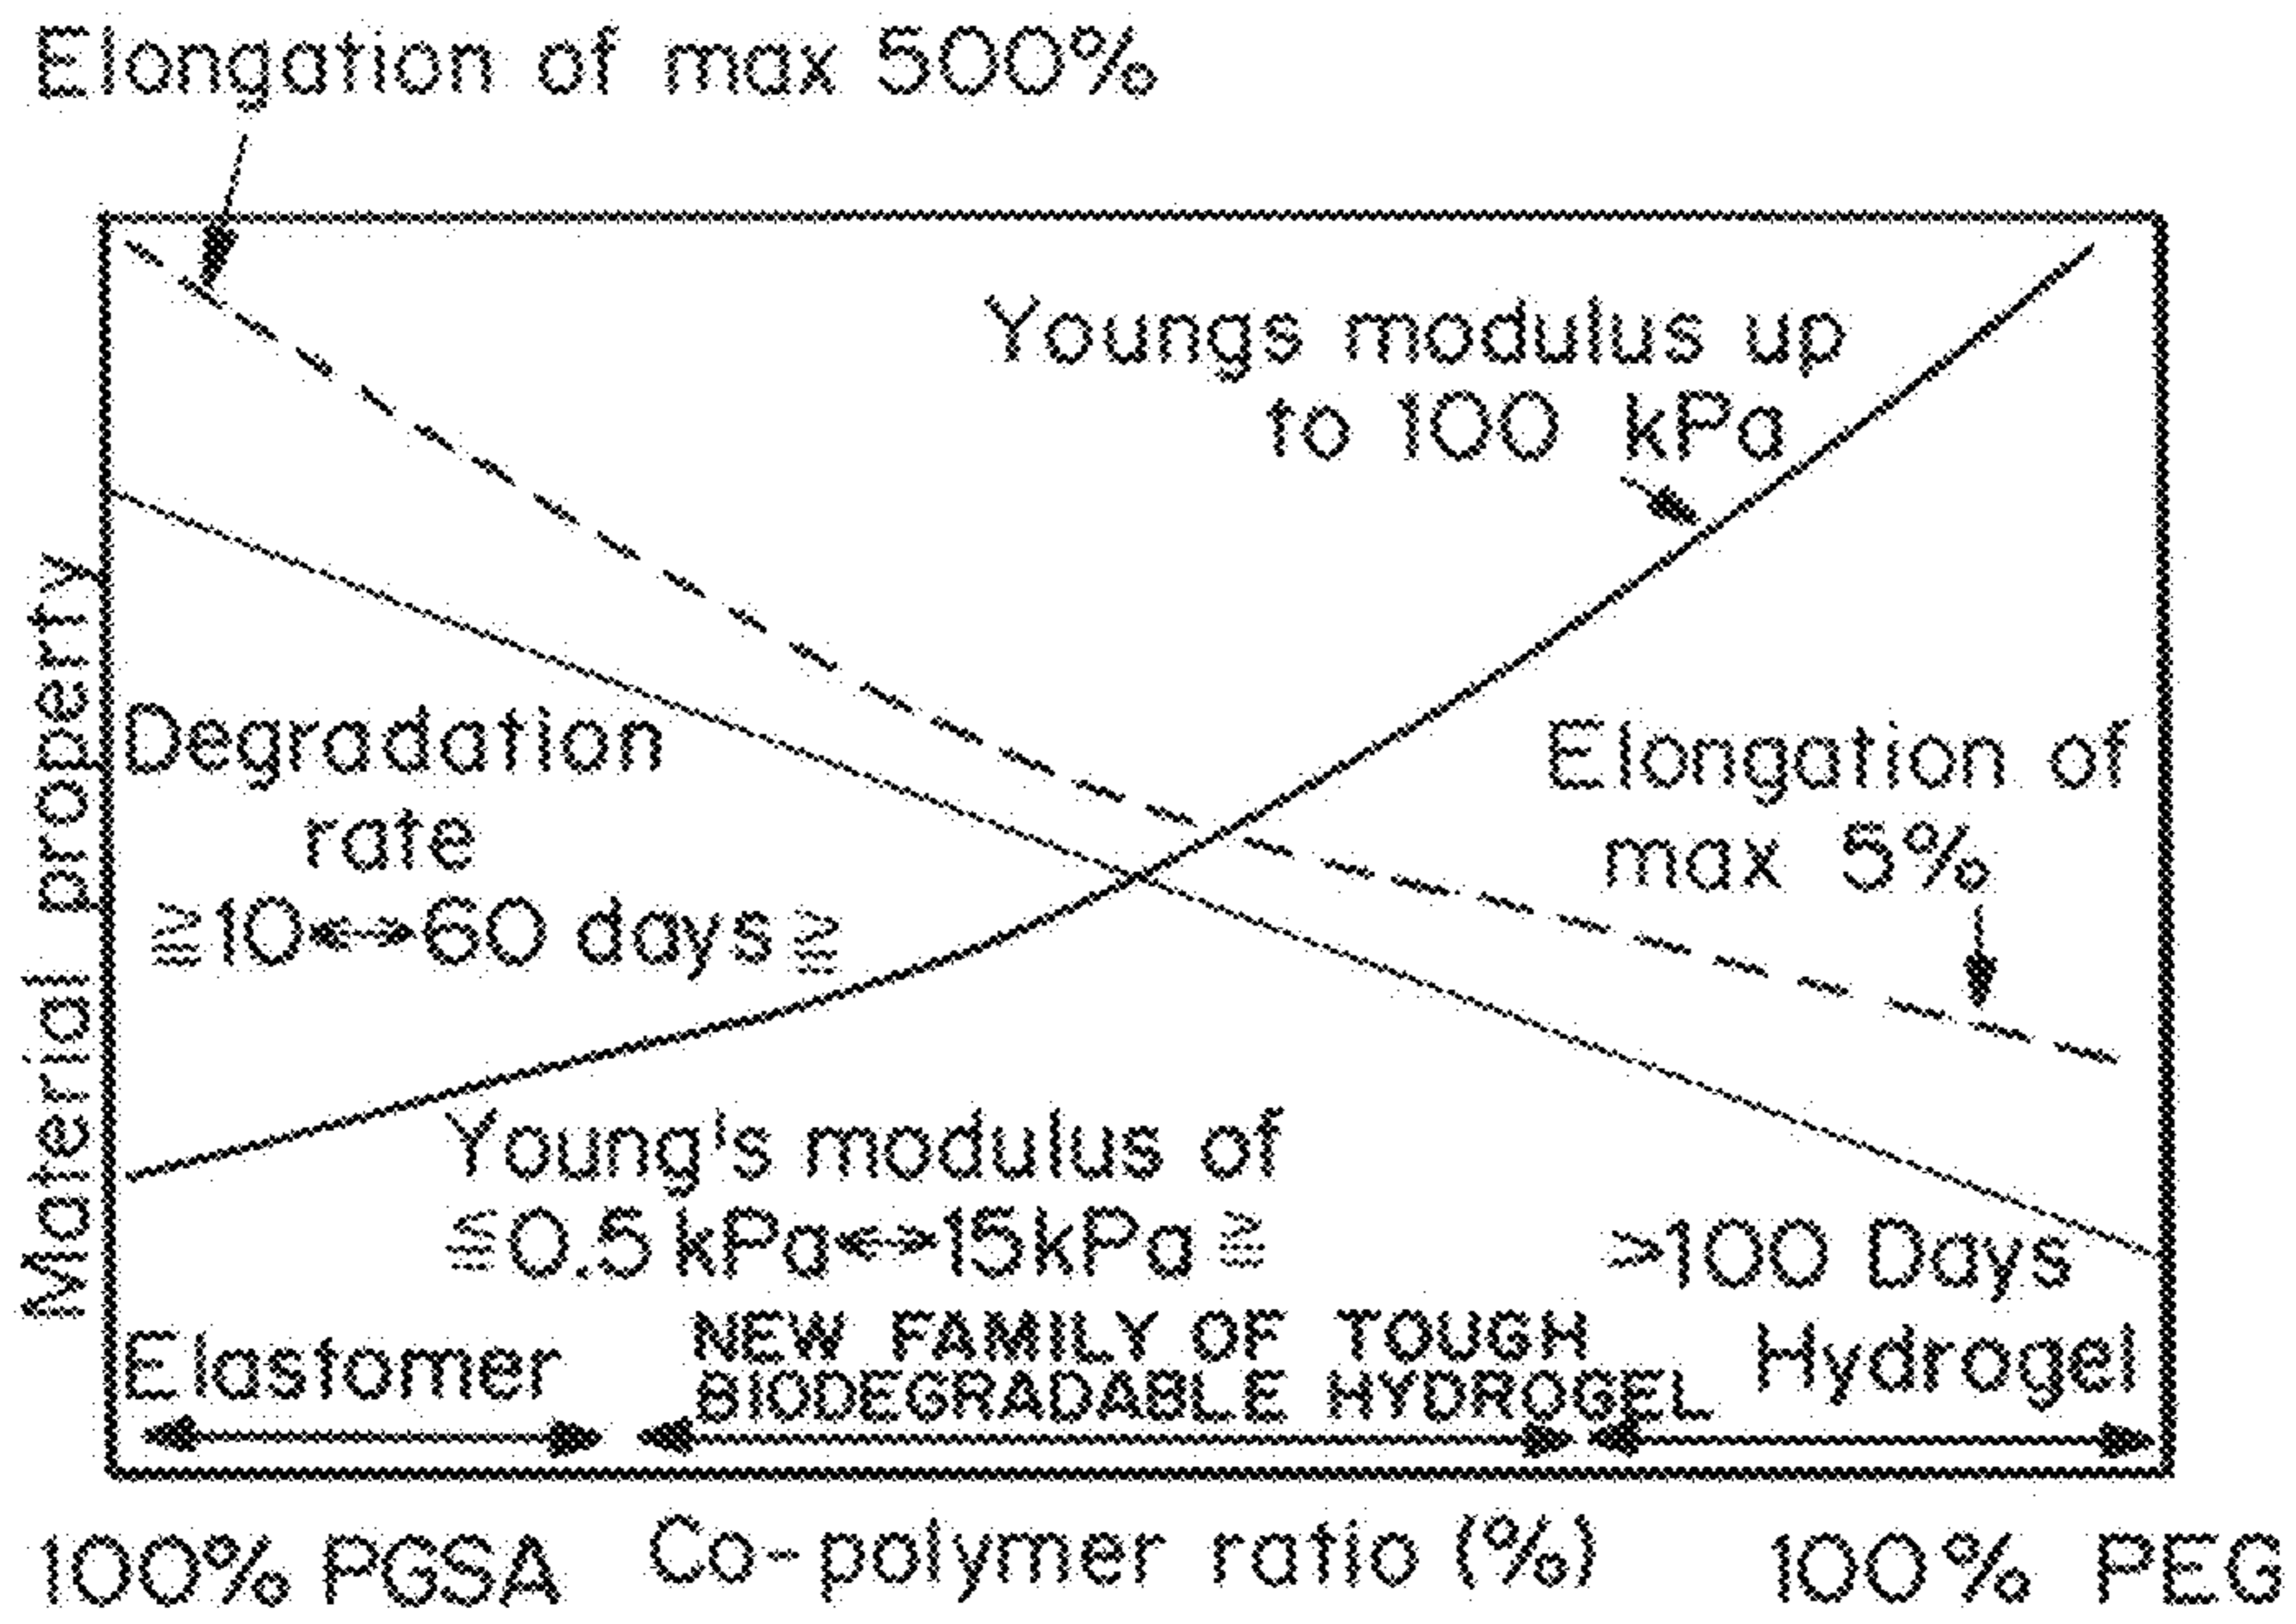 Elongation of max 500%
Youngs modulus up
to 100 kPa
Material property
Degradation
rate
≧10↔60 days≧
Elongation of
max 5%
Young's modulus of
≦0.5 kPa↔15kPa≧
>100 Days
Elastomer
NEW FAMILY OF TOUGH
BIODEGRADABLE HYDROGEL
Hydrogel
100% PGSA
Co-polymer ratio (%)
100% PEG